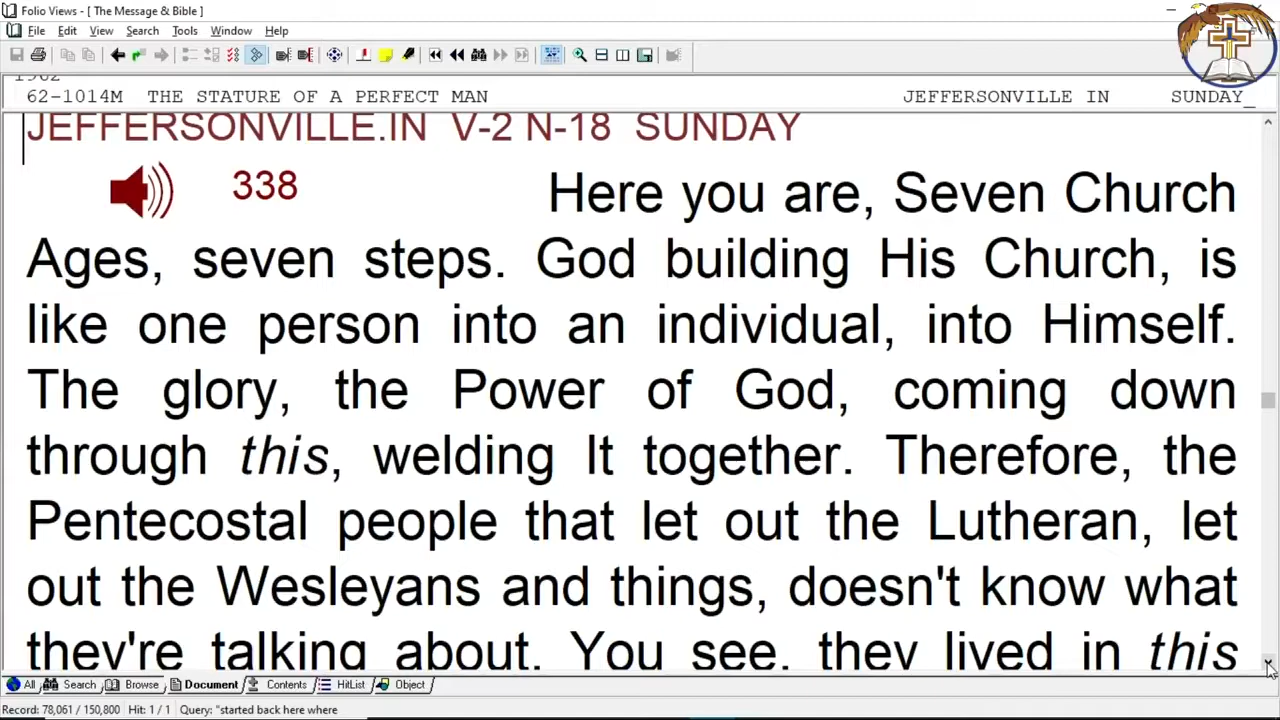 Folio Views - [ The Message & Bible ]
File Edit View Search Tools Window Help
1962
62-1014M THE STATURE OF A PERFECT MAN JEFFERSONVILLE IN SUNDAY_
JEFFERSONVILLE.IN V-2 N-18 SUNDAY
338 Here you are, Seven Church
Ages, seven steps. God building His Church, is
like one person into an individual, into Himself.
The glory, the Power of God, coming down
through this, welding It together. Therefore, the
Pentecostal people that let out the Lutheran, let
out the Wesleyans and things, doesn't know what
they're talking about. You see, they lived in this
All Search Browse Document Contents HitList Object
Record: 78,061 / 150,800 Hit: 1 / 1 Query: "started back here where